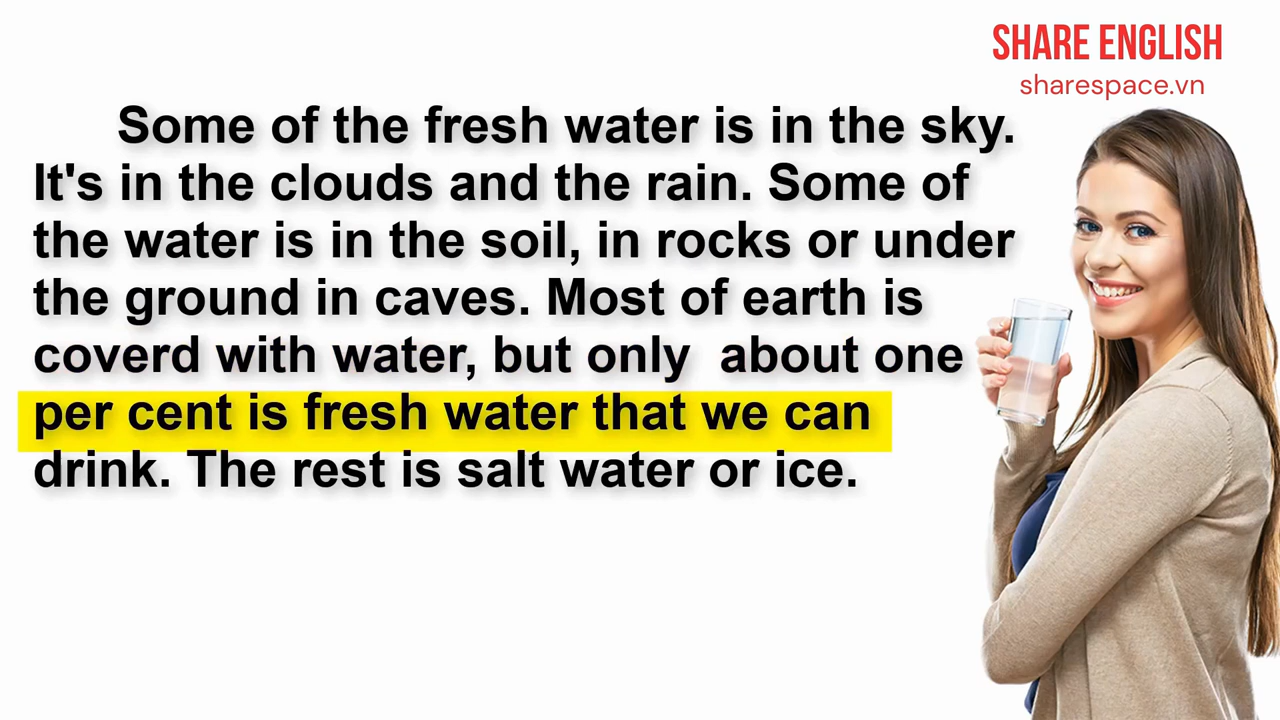 SHARE ENGLISH
sharespace.vn
Some of the fresh water is in the sky.
It's in the clouds and the rain. Some of
the water is in the soil, in rocks or under
the ground in caves. Most of earth is
coverd with water, but only  about one
per cent is fresh water that we can
drink. The rest is salt water or ice.